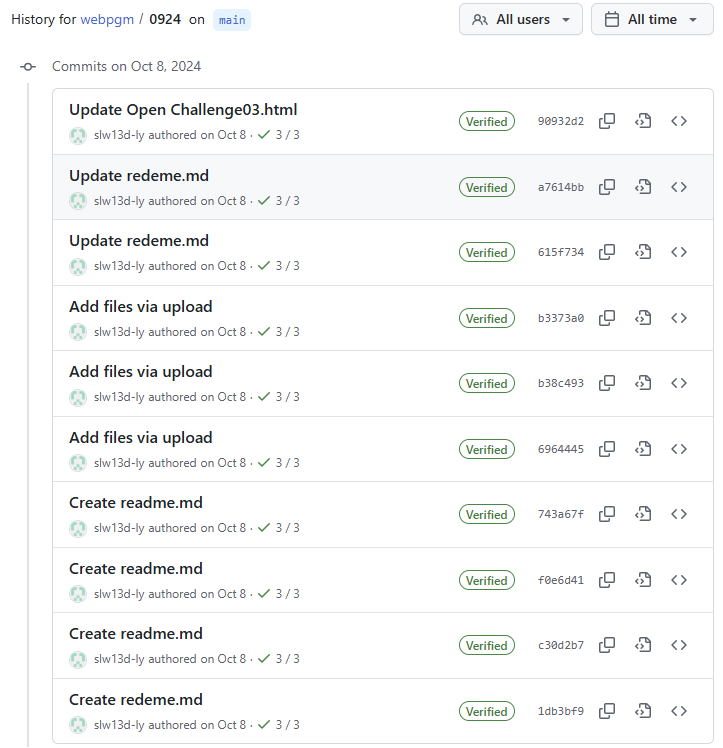 History for webpgm / 0924 on main
All users
All time
Commits on Oct 8, 2024
Update Open Challenge03.html
slw13d-ly authored on Oct 8 · 3 / 3
Verified
90932d2
Update redeme.md
slw13d-ly authored on Oct 8 · 3 / 3
Verified
a7614bb
Update redeme.md
slw13d-ly authored on Oct 8 · 3 / 3
Verified
615f734
Add files via upload
slw13d-ly authored on Oct 8 · 3 / 3
Verified
b3373a0
Add files via upload
slw13d-ly authored on Oct 8 · 3 / 3
Verified
b38c493
Add files via upload
slw13d-ly authored on Oct 8 · 3 / 3
Verified
6964445
Create readme.md
slw13d-ly authored on Oct 8 · 3 / 3
Verified
743a67f
Create readme.md
slw13d-ly authored on Oct 8 · 3 / 3
Verified
f0e6d41
Create readme.md
slw13d-ly authored on Oct 8 · 3 / 3
Verified
c30d2b7
Create redeme.md
slw13d-ly authored on Oct 8 · 3 / 3
Verified
1db3bf9